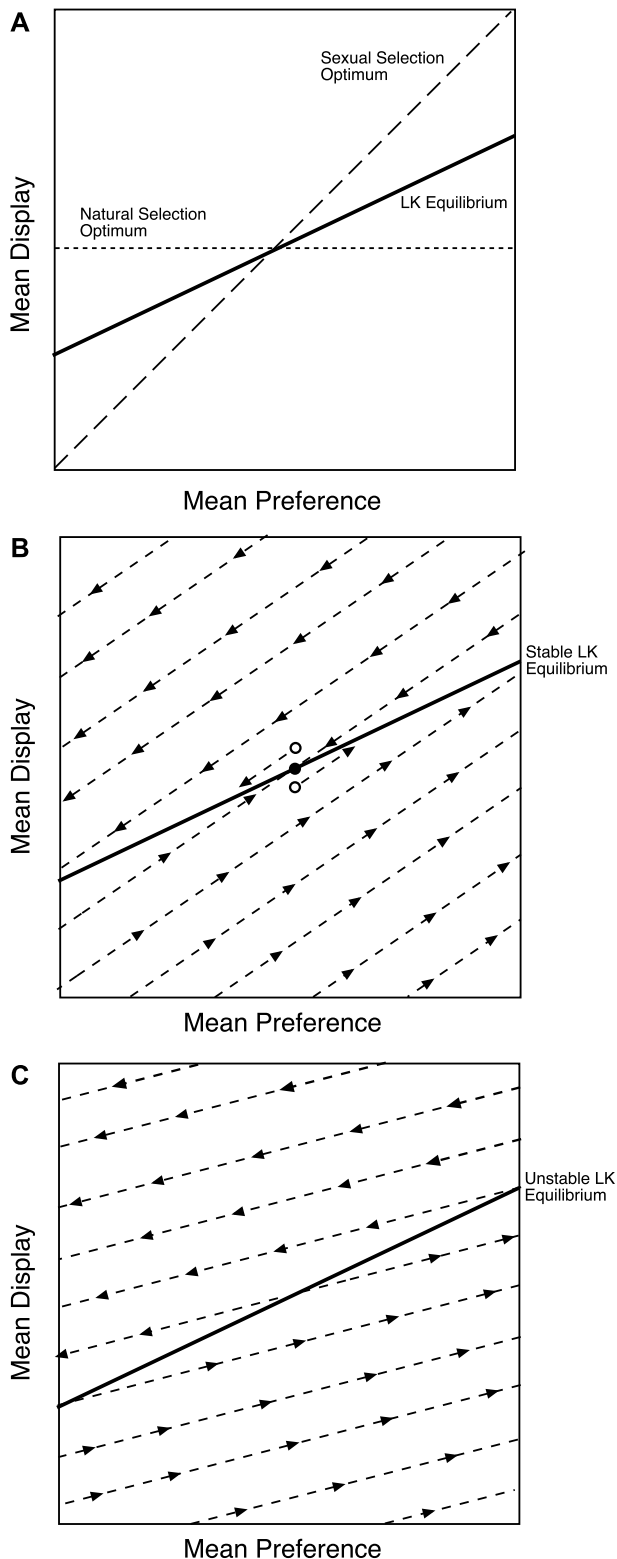 A
Sexual Selection
Optimum
Natural Selection
Optimum
LK Equilibrium
Mean Display
Mean Preference
B
Stable LK
Equilibrium
Mean Display
Mean Preference
C
Unstable LK
Equilibrium
Mean Display
Mean Preference